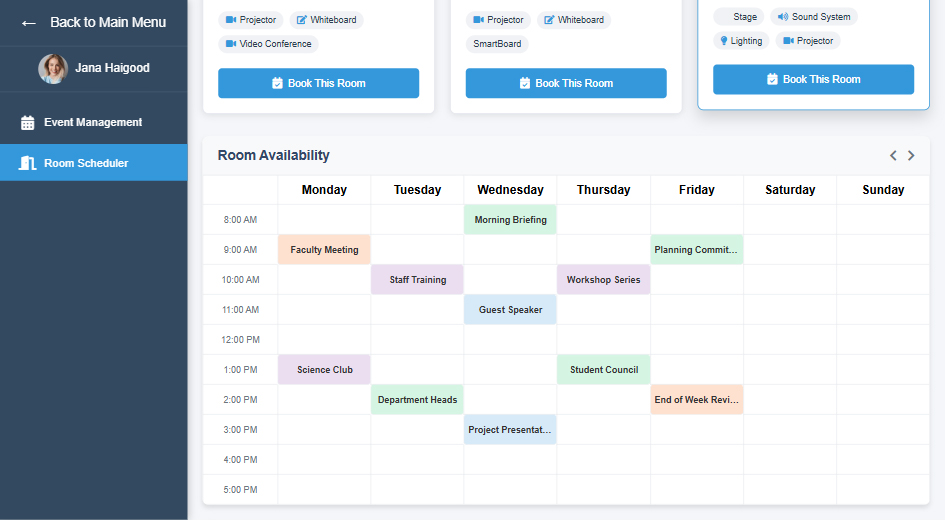 ← Back to Main Menu
Jana Haigood
Event Management
Room Scheduler
Projector Whiteboard
Video Conference
Book This Room
Projector Whiteboard
SmartBoard
Book This Room
Stage Sound System
Lighting Projector
Book This Room
Room Availability
Monday Tuesday Wednesday Thursday Friday Saturday Sunday
8:00 AM Morning Briefing
9:00 AM Faculty Meeting Planning Commit...
10:00 AM Staff Training Workshop Series
11:00 AM Guest Speaker
12:00 PM
1:00 PM Science Club Student Council
2:00 PM Department Heads End of Week Revi...
3:00 PM Project Presentat...
4:00 PM
5:00 PM